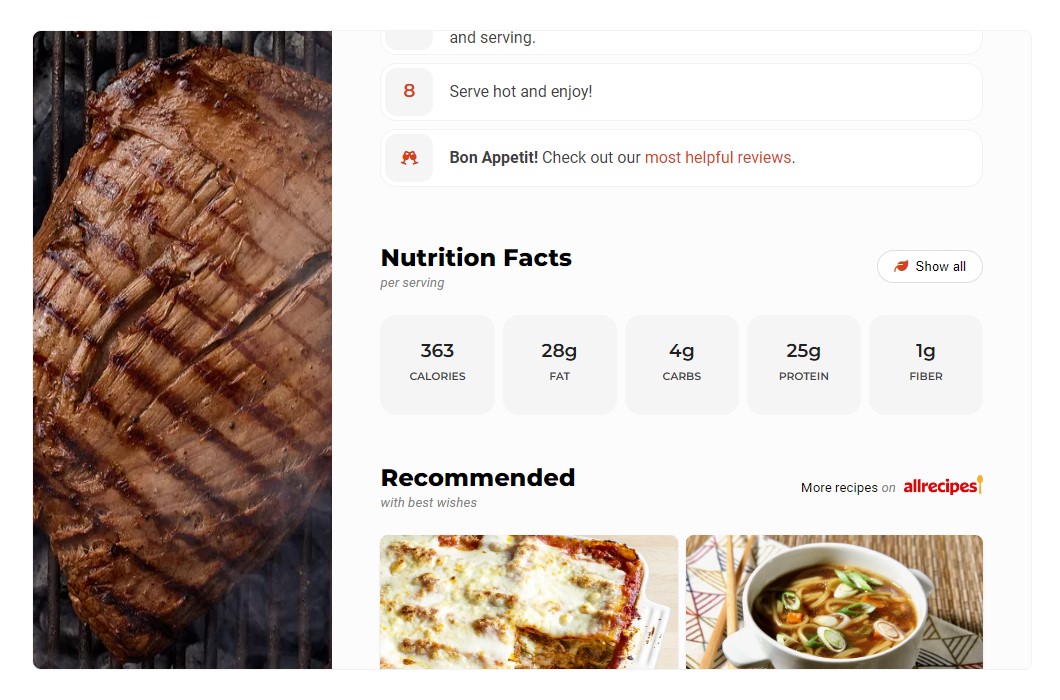 and serving.
8
Serve hot and enjoy!
Bon Appetit! Check out our most helpful reviews.
Nutrition Facts
per serving
Show all
363
CALORIES
28g
FAT
4g
CARBS
25g
PROTEIN
1g
FIBER
Recommended
with best wishes
More recipes on allrecipes